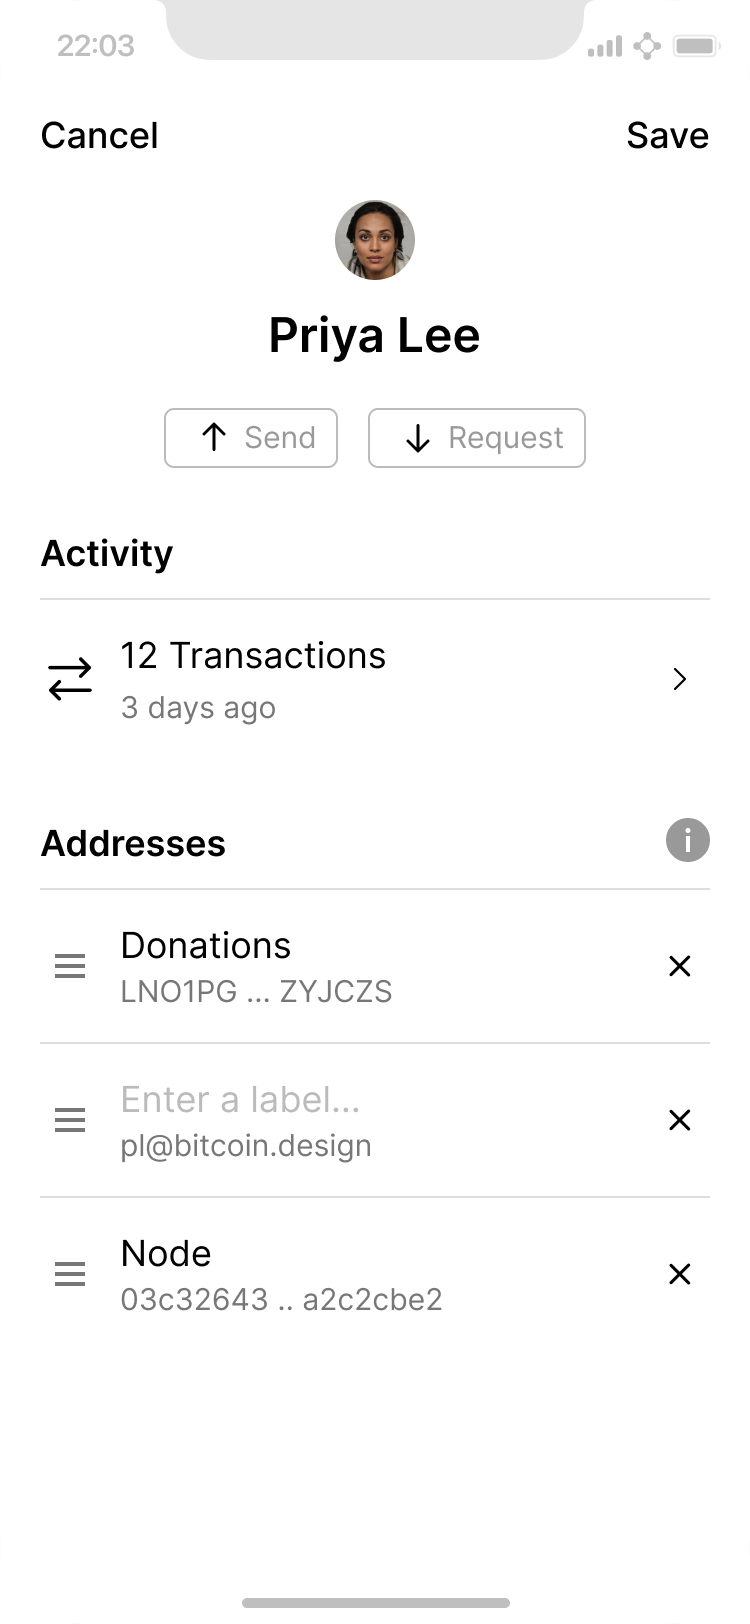 22:03
Cancel
Save
Priya Lee
Send
Request
Activity
12 Transactions
3 days ago
Addresses
i
Donations
LNO1PG ... ZYJCZS
Enter a label...
pl@bitcoin.design
Node
03c32643 .. a2c2cbe2